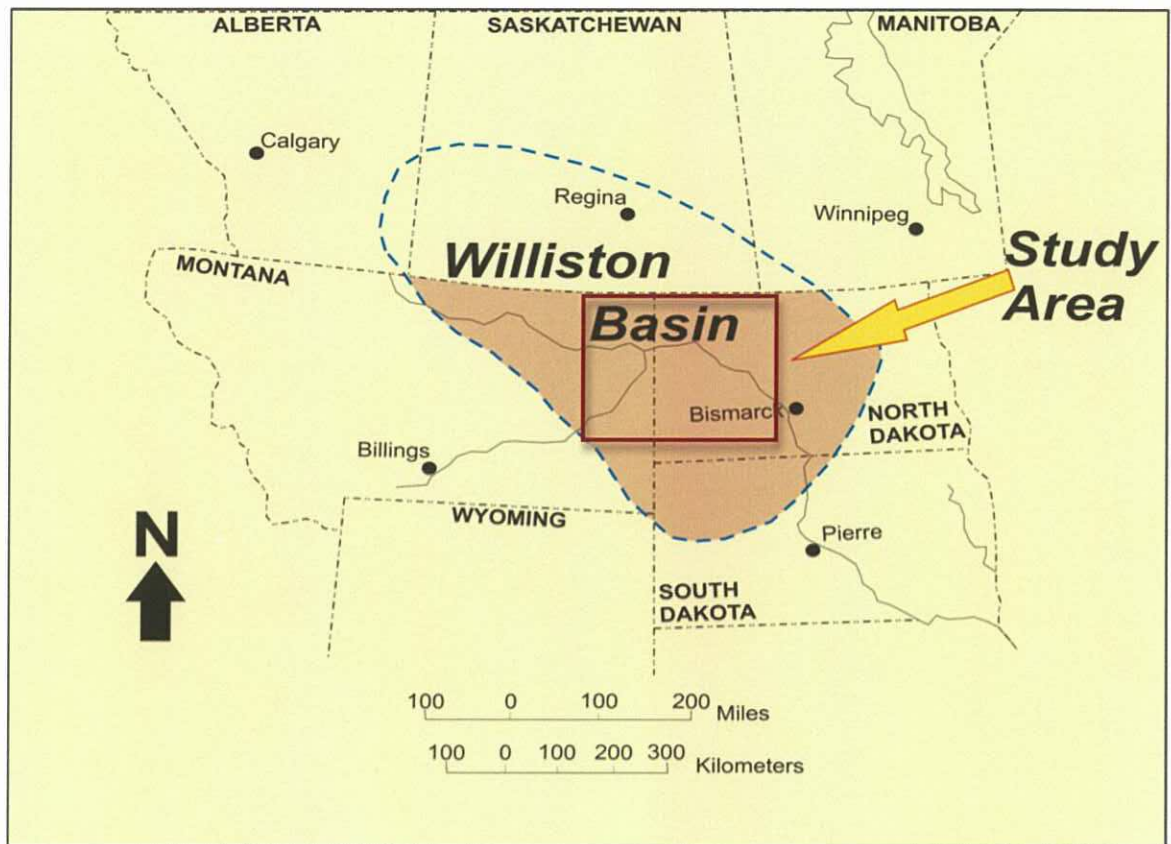 ALBERTA
SASKATCHEWAN
MANITOBA
Calgary
Regina
Winnipeg
Williston
Basin
Study
Area
MONTANA
Bismarck
NORTH
DAKOTA
Billings
WYOMING
N
Pierre
SOUTH
DAKOTA
100 0 100 200 Miles
100 0 100 200 300 Kilometers